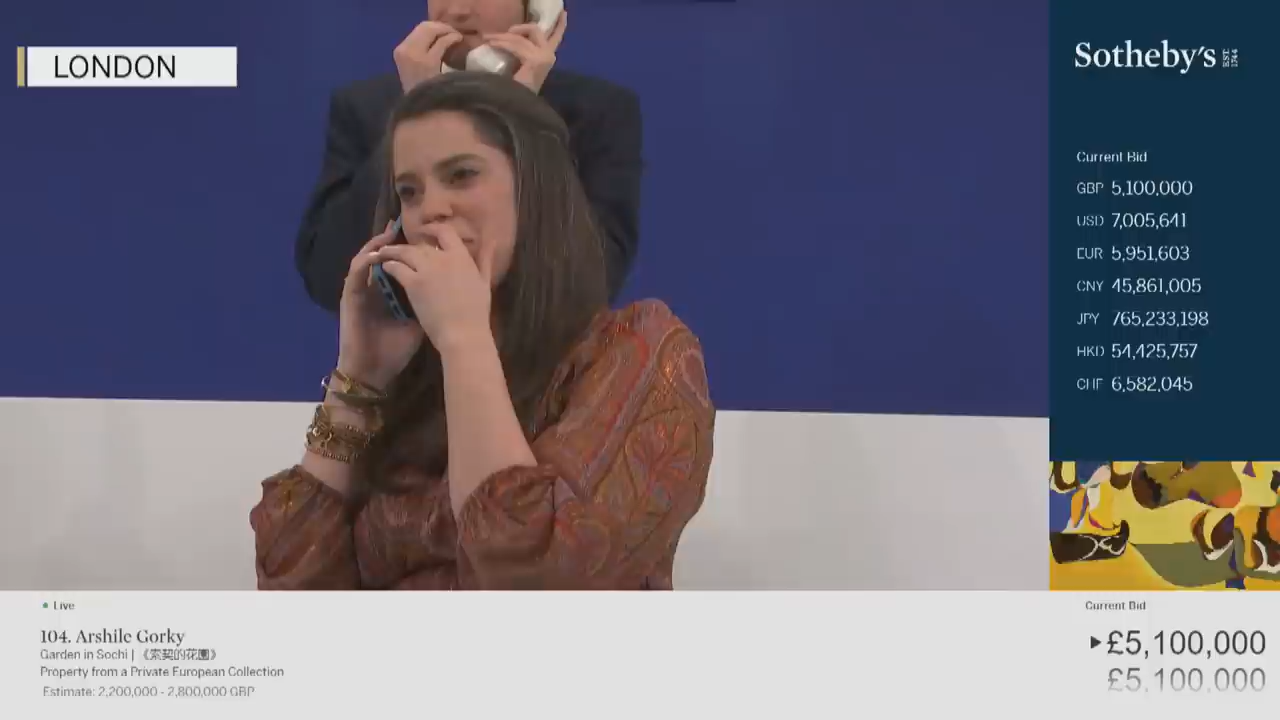 LONDON
Sotheby's EST. 1744
Current Bid
GBP 5,100,000
USD 7,005,641
EUR 5,951,603
CNY 45,861,005
JPY 765,233,198
HKD 54,425,757
CHF 6,582,045
Live
104. Arshile Gorky
Garden in Sochi | 《索契的花園》
Property from a Private European Collection
Estimate: 2,200,000 - 2,800,000 GBP
Current Bid
£5,100,000
£5,100,000